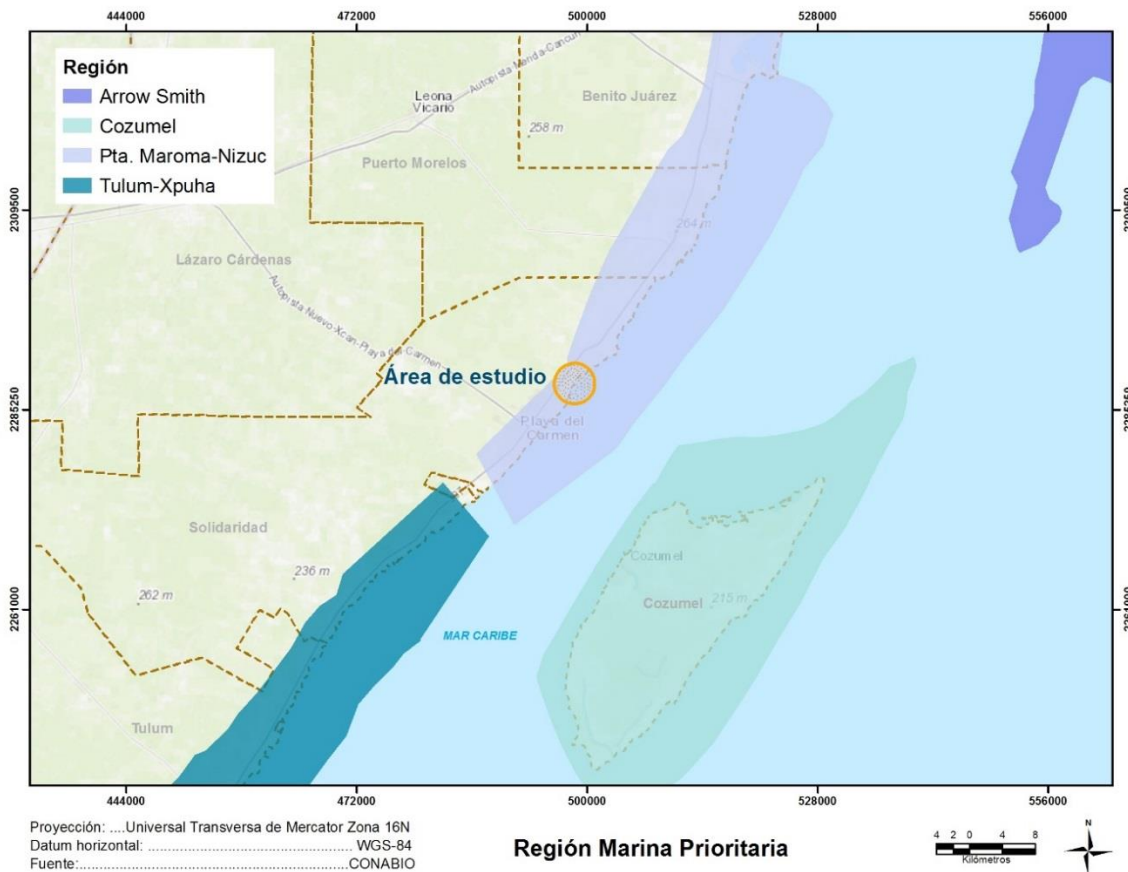 444000 472000 500000 528000 556000
Región
Arrow Smith
Cozumel
Pta. Maroma-Nizuc
Tulum-Xpuha
Autopista Merida-Cancún
Leona
Vicario
Benito Juárez
258 m
Puerto Morelos
2309500 2309500
264 m
Lázaro Cárdenas
Autopista Nuevo-Xcan-Playa-del-Carmen
Área de estudio
2285250 2285250
Playa del
Carmen
Solidaridad
236 m
262 m
Cozumel
Cozumel 215 m
2261000 2261000
MAR CARIBE
Tulum
444000 472000 500000 528000 556000
Proyección: ....Universal Transversa de Mercator Zona 16N
Datum horizontal: ........................................ WGS-84
Fuente:......................................................CONABIO
Región Marina Prioritaria
4 2 0 4 8
Kilómetros
N